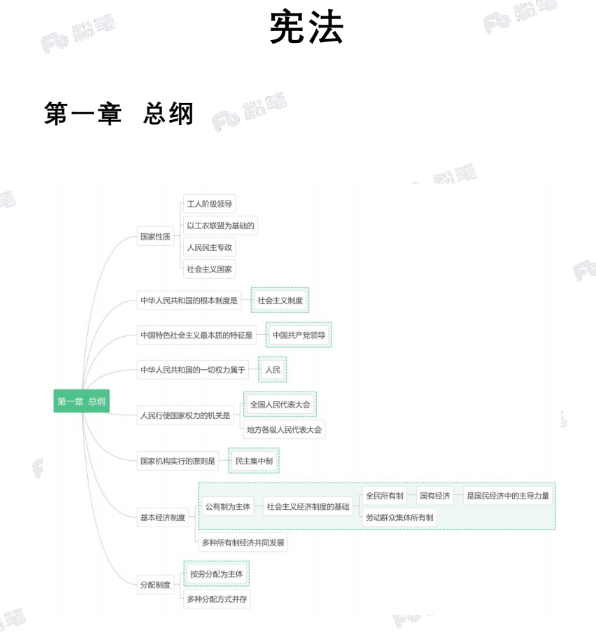 宪法
第一章 总纲
Fb 粉笔
第一章 总纲
国家性质
工人阶级领导
以工农联盟为基础的
人民民主专政
社会主义国家
中华人民共和国的根本制度是
社会主义制度
中国特色社会主义最本质的特征是
中国共产党领导
中华人民共和国的一切权力属于
人民
人民行使国家权力的机关是
全国人民代表大会
地方各级人民代表大会
国家机构实行的原则是
民主集中制
基本经济制度
公有制为主体
社会主义经济制度的基础
全民所有制
国有经济
是国民经济中的主导力量
劳动群众集体所有制
多种所有制经济共同发展
分配制度
按劳分配为主体
多种分配方式并存